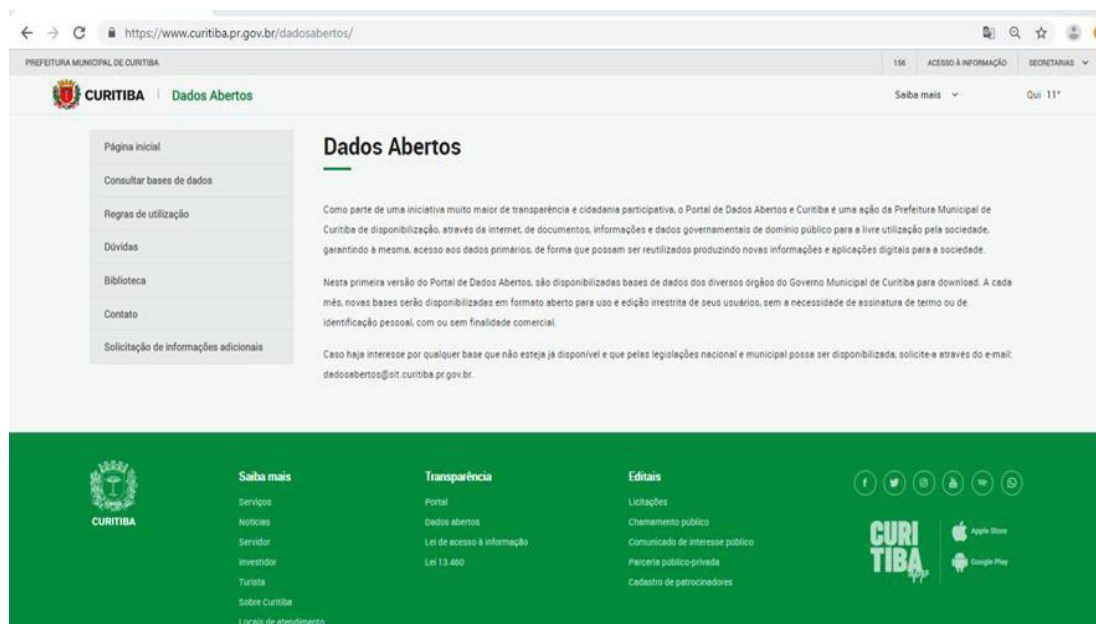 https://www.curitiba.pr.gov.br/dadosabertos/
PREFEITURA MUNICIPAL DE CURITIBA
156 ACESSO À INFORMAÇÃO SECRETARIAS
CURITIBA Dados Abertos
Saiba mais
Qui 11°
Página inicial
Consultar bases de dados
Regras de utilização
Dúvidas
Biblioteca
Contato
Solicitação de informações adicionais
Dados Abertos
Como parte de uma iniciativa muito maior de transparência e cidadania participativa, o Portal de Dados Abertos e Curitiba é uma ação da Prefeitura Municipal de
Curitiba de disponibilização, através da internet, de documentos, informações e dados governamentais de domínio público para a livre utilização pela sociedade,
garantindo à mesma, acesso aos dados primários, de forma que possam ser reutilizados produzindo novas informações e aplicações digitais para a sociedade.
Nesta primeira versão do Portal de Dados Abertos, são disponibilizadas bases de dados dos diversos órgãos do Governo Municipal de Curitiba para download. A cada
mês, novas bases serão disponibilizadas em formato aberto para uso e edição irrestrita de seus usuários, sem a necessidade de assinatura de termo ou de
identificação pessoal, com ou sem finalidade comercial.
Caso haja interesse por qualquer base que não esteja já disponível e que pelas legislações nacional e municipal possa ser disponibilizada, solicite-a através do e-mail:
dadosabertos@sit.curitiba.pr.gov.br.
CURITIBA
Saiba mais
Serviços
Notícias
Servidor
Investidor
Turista
Sobre Curitiba
Locais de atendimento
Transparência
Portal
Dados abertos
Lei de acesso à informação
Lei 13.460
Editais
Licitações
Chamamento público
Comunicado de interesse público
Parceria público-privada
Cadastro de patrocinadores
CURI
TIBA
app
Apple Store
Google Play